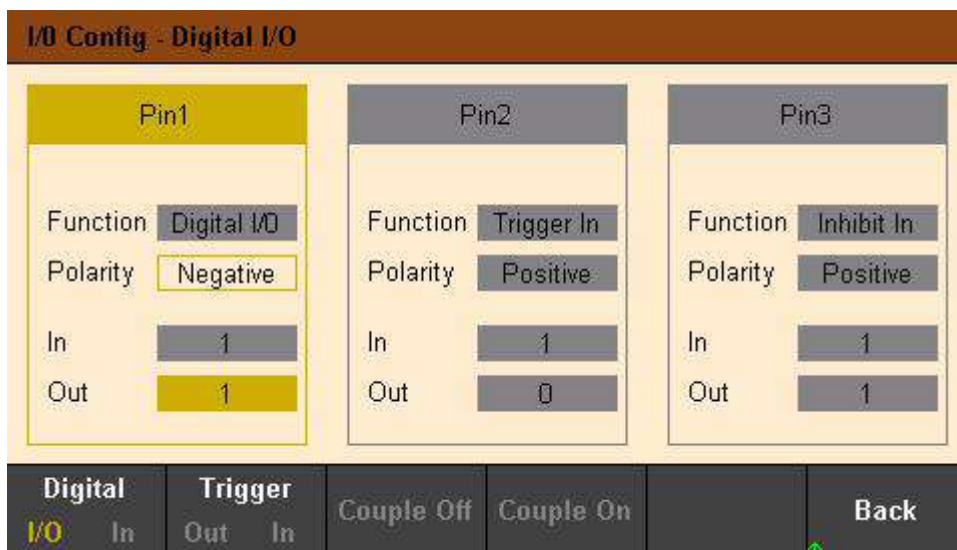 I/O Config - Digital I/O
Pin1
Function Digital I/O
Polarity Negative
In 1
Out 1
Pin2
Function Trigger In
Polarity Positive
In 1
Out 0
Pin3
Function Inhibit In
Polarity Positive
In 1
Out 1
Digital
I/O In
Trigger
Out In
Couple Off
Couple On
Back